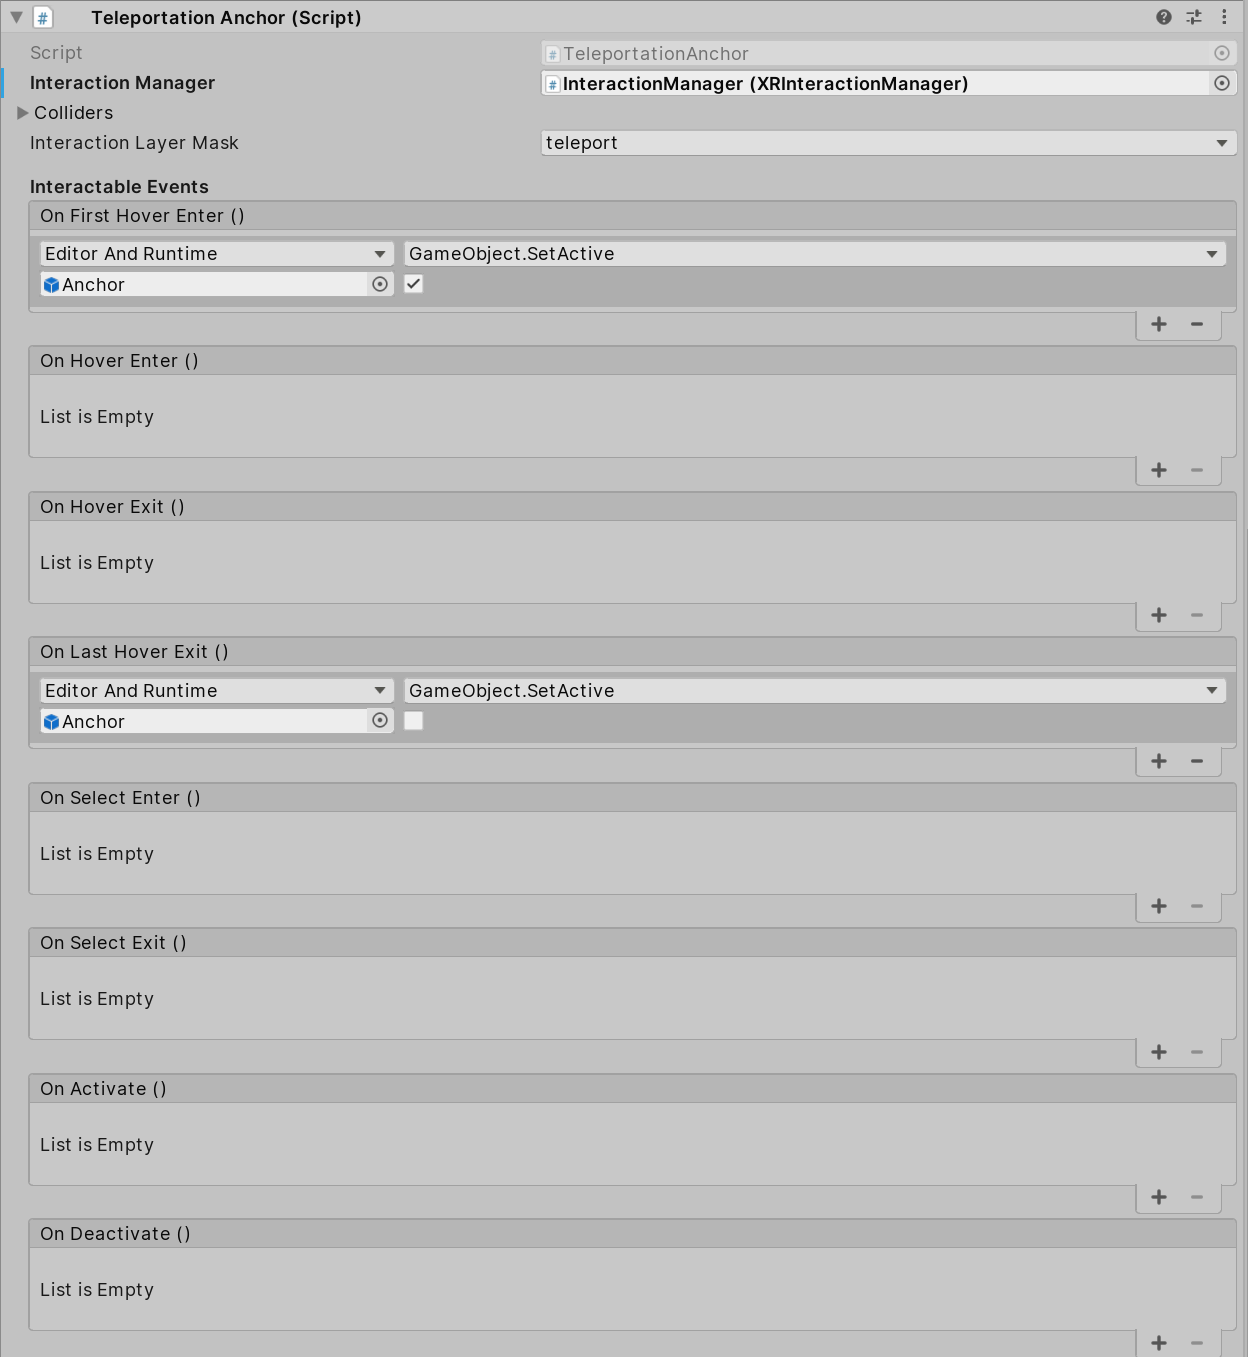 Teleportation Anchor (Script)
Script TeleportationAnchor
Interaction Manager InteractionManager (XRInteractionManager)
Colliders
Interaction Layer Mask teleport
Interactable Events
On First Hover Enter ()
Editor And Runtime GameObject.SetActive
Anchor
On Hover Enter ()
List is Empty
On Hover Exit ()
List is Empty
On Last Hover Exit ()
Editor And Runtime GameObject.SetActive
Anchor
On Select Enter ()
List is Empty
On Select Exit ()
List is Empty
On Activate ()
List is Empty
On Deactivate ()
List is Empty